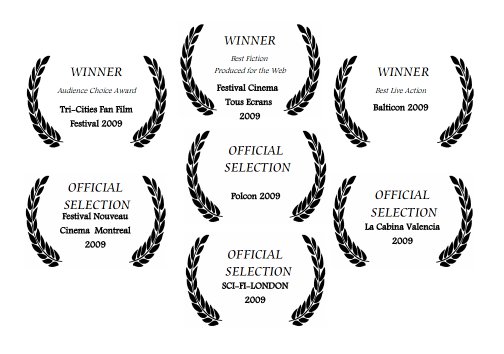 WINNER
Audience Choice Award
Tri-Cities Fan Film
Festival 2009
WINNER
Best Fiction
Produced for the Web
Festival Cinema
Tous Ecrans
2009
WINNER
Best Live Action
Balticon 2009
OFFICIAL
SELECTION
Festival Nouveau
Cinema Montreal
2009
OFFICIAL
SELECTION
Polcon 2009
OFFICIAL
SELECTION
La Cabina Valencia
2009
OFFICIAL
SELECTION
SCI-FI-LONDON
2009